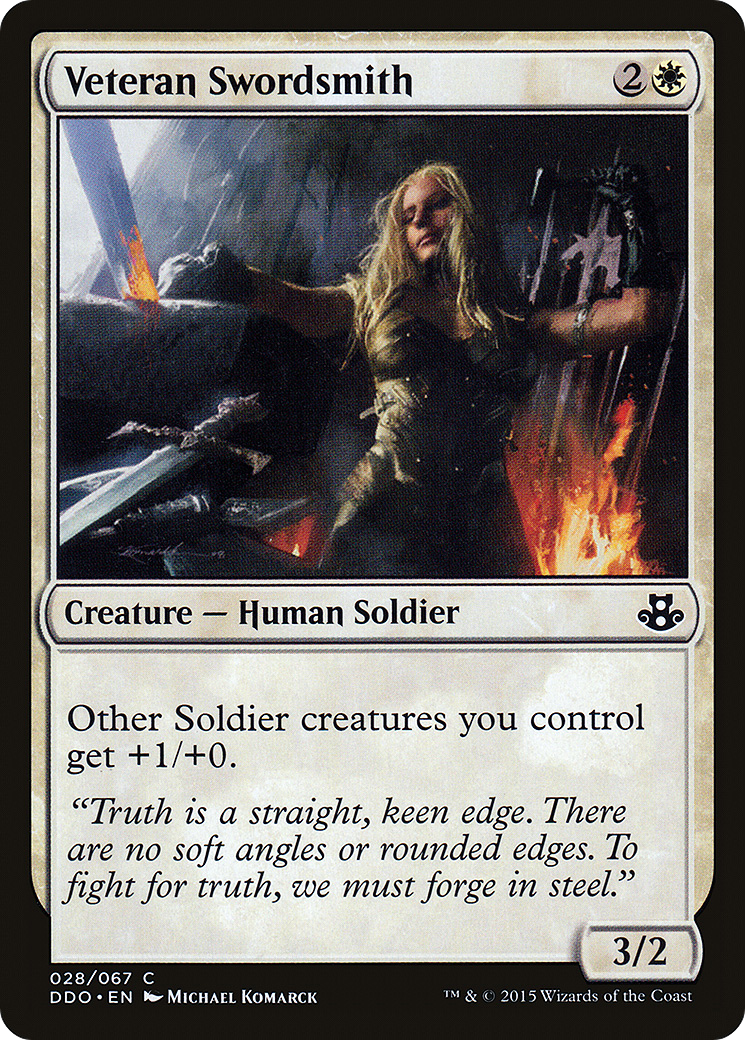 Veteran Swordsmith 2
Creature — Human Soldier
Other Soldier creatures you control
get +1/+0.
“Truth is a straight, keen edge. There
are no soft angles or rounded edges. To
fight for truth, we must forge in steel.”
3/2
028/067 C
DDO • EN Michael Komarck
™ & © 2015 Wizards of the Coast